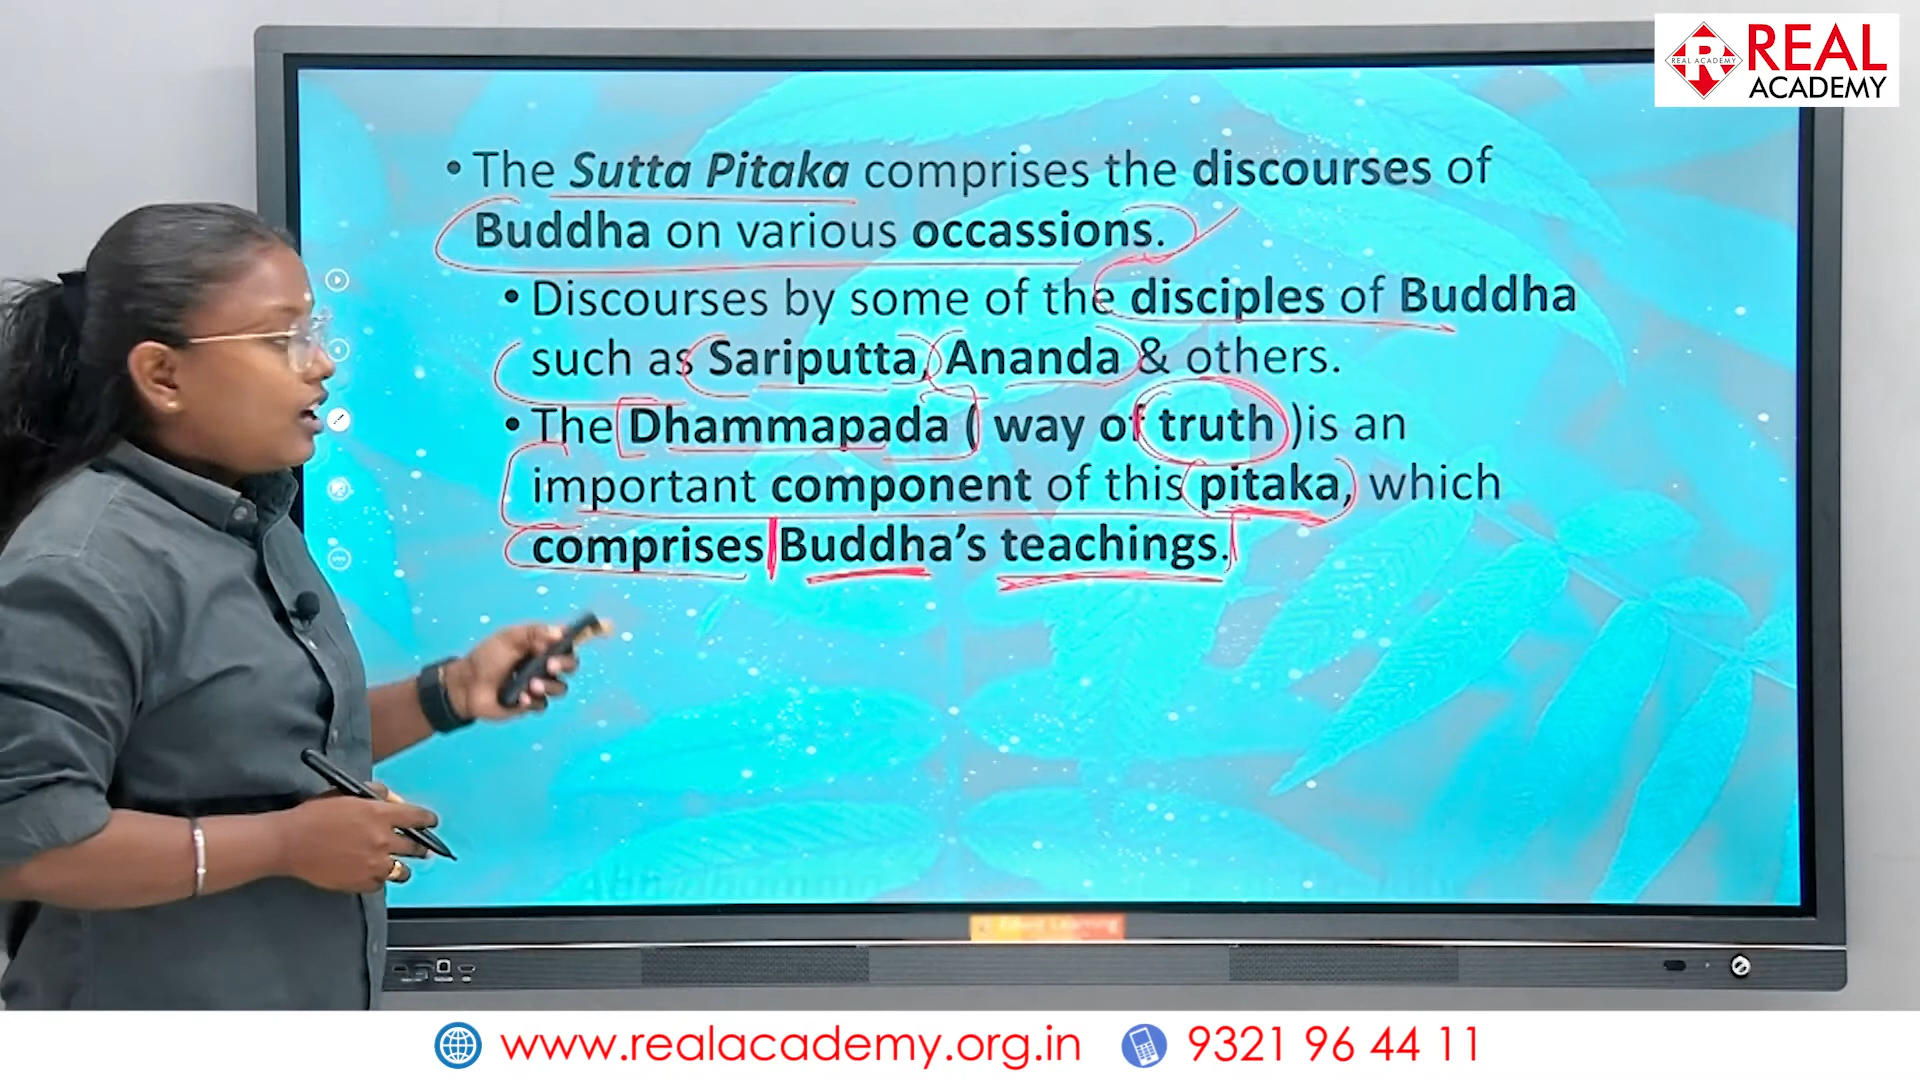 REAL
ACADEMY
R
REAL ACADEMY
• The Sutta Pitaka comprises the discourses of
Buddha on various occassions.
• Discourses by some of the disciples of Buddha
such as Sariputta, Ananda & others.
• The Dhammapada ( way of truth )is an
important component of this pitaka, which
comprises Buddha's teachings.
www.realacademy.org.in
9321 96 44 11